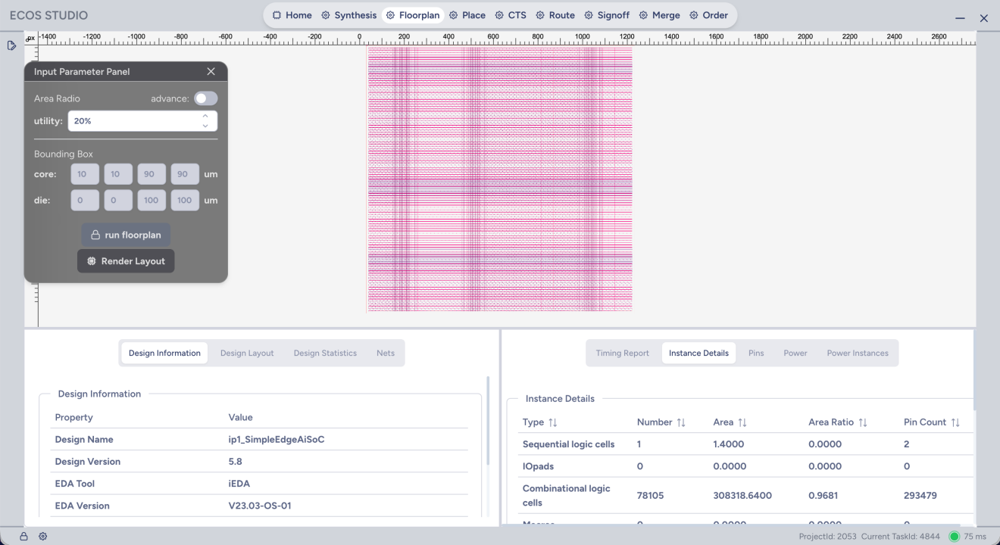 ECOS STUDIO
Home Synthesis Floorplan Place CTS Route Signoff Merge Order
px -1400 -1200 -1000 -800 -600 -400 -200 0 200 400 600 800 1000 1200 1400 1600 1800 2000 2200 2400 2600
Input Parameter Panel
Area Radio advance:
utility: 20%
Bounding Box
core: 10 10 90 90 um
die: 0 0 100 100 um
run floorplan
Render Layout
Design Information Design Layout Design Statistics Nets
Design Information
Property Value
Design Name ip1_SimpleEdgeAiSoC
Design Version 5.8
EDA Tool iEDA
EDA Version V23.03-OS-01
Timing Report Instance Details Pins Power Power Instances
Instance Details
Type Number Area Area Ratio Pin Count
Sequential logic cells 1 1.4000 0.0000 2
IOpads 0 0.0000 0.0000 0
Combinational logic cells 78105 308318.6400 0.9681 293479
Macros 0 0.0000 0.0000 0
ProjectId: 2053 Current TaskId: 4844 75 ms